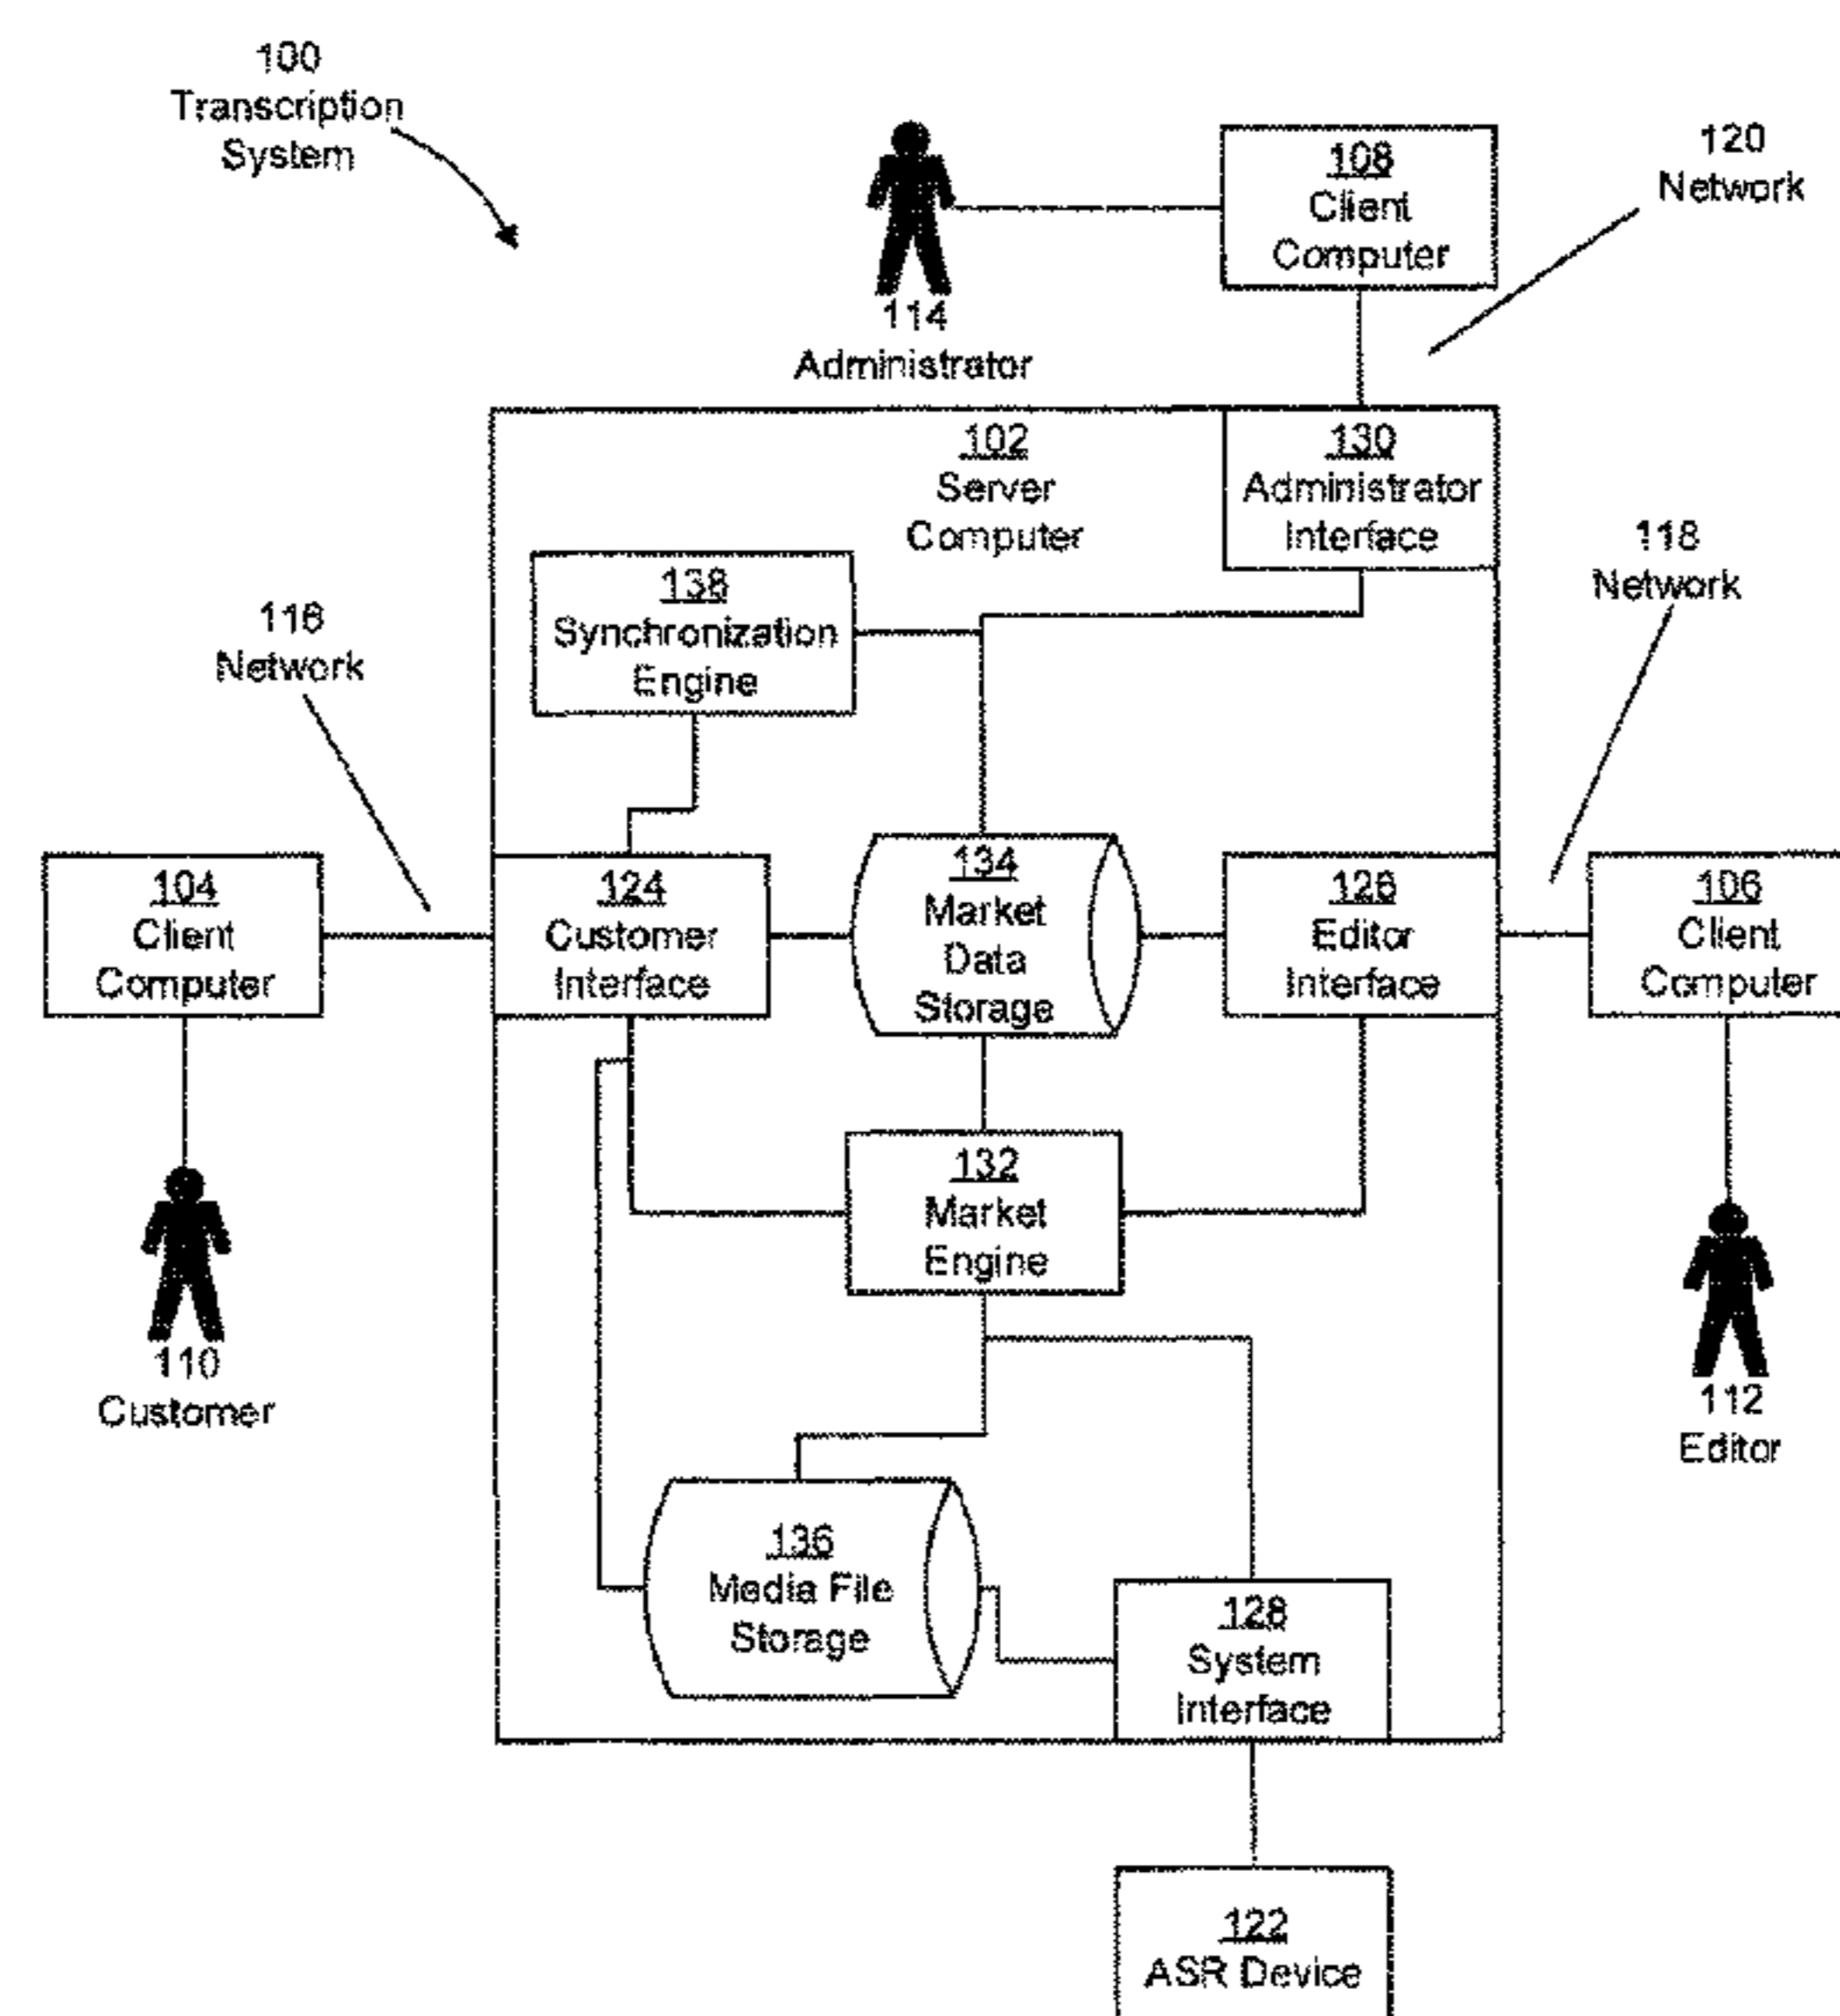 100
Transcription
System
114
Administrator
108
Client
Computer
120
Network
102
Server
Computer
130
Administrator
Interface
118
Network
138
Synchronization
Engine
116
Network
104
Client
Computer
124
Customer
Interface
134
Market
Data
Storage
126
Editor
Interface
106
Client
Computer
132
Market
Engine
110
Customer
112
Editor
136
Media File
Storage
128
System
Interface
122
ASR Device